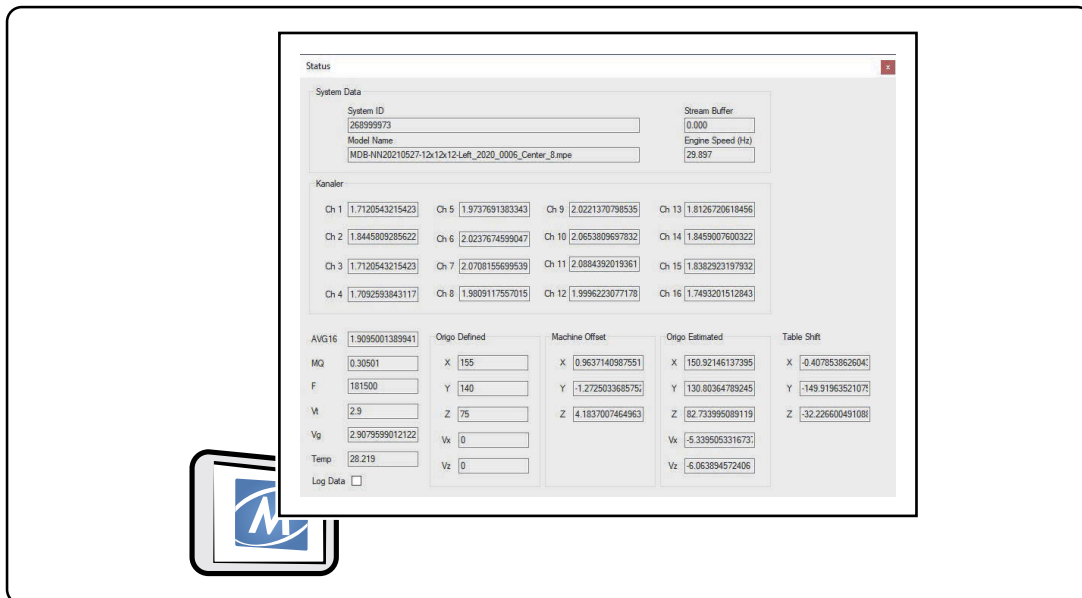 Status
x
System Data
System ID Stream Buffer
268999973 0.000
Model Name Engine Speed (Hz)
MDB-NN20210527-12x12x12-Left_2020_0006_Center_8.mpe 29.897
Kanaler
Ch 1 1.7120543215423 Ch 5 1.9737691383343 Ch 9 2.0221370798535 Ch 13 1.8126720618456
Ch 2 1.8445809285622 Ch 6 2.0237674599047 Ch 10 2.0653809697832 Ch 14 1.8459007600322
Ch 3 1.7120543215423 Ch 7 2.0708155699539 Ch 11 2.0884392019361 Ch 15 1.8382923197932
Ch 4 1.7092593843117 Ch 8 1.9809117557015 Ch 12 1.9996223077178 Ch 16 1.7493201512843
AVG16 1.9095001389941 Origo Defined Machine Offset Origo Estimated Table Shift
MQ 0.30501 X 155 X 0.9637140987551 X 150.92146137395 X -0.407853862604
F 181500 Y 140 Y -1.272503368575 Y 130.80364789245 Y -149.9196352107
Vt 2.9 Z 75 Z 4.1837007464963 Z 82.733995089119 Z -32.226600491088
Vg 2.9079599012122 Vx 0 Vx -5.339505331673
Temp 28.219 Vz 0 Vz -6.063894572406
Log Data
M